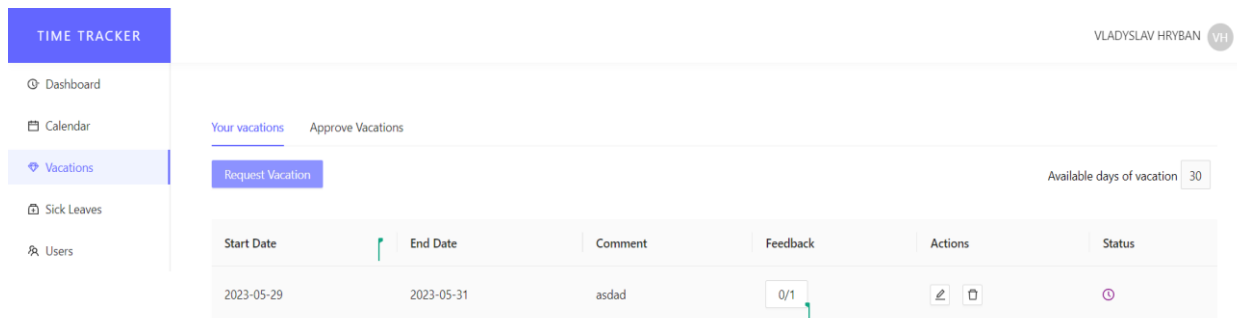 TIME TRACKER
VLADYSLAV HRYBAN VH
Dashboard
Calendar
Your vacations Approve Vacations
Vacations
Request Vacation
Available days of vacation 30
Sick Leaves
Start Date End Date Comment Feedback Actions Status
Users
2023-05-29 2023-05-31 asdad 0/1